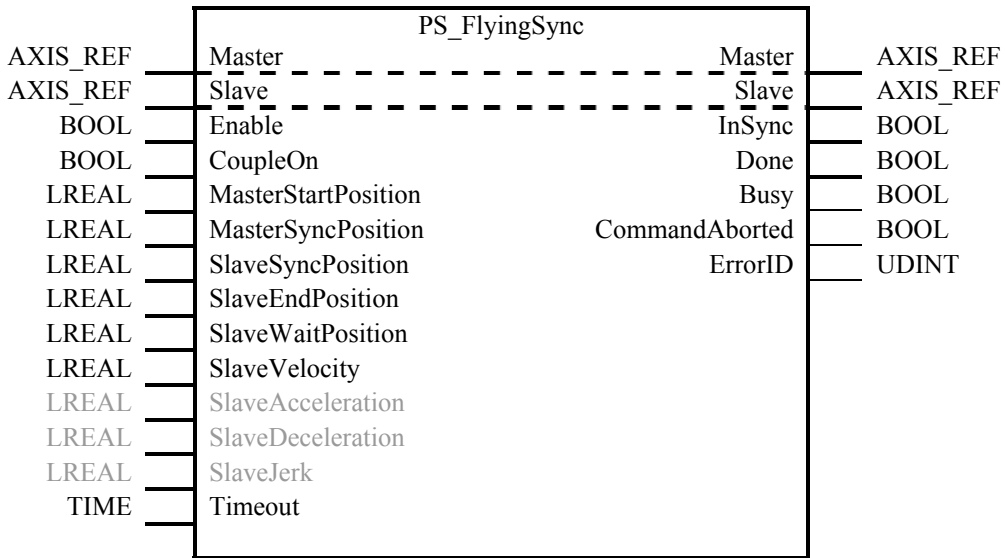 PS_FlyingSync
AXIS_REF Master Master AXIS_REF
AXIS_REF Slave Slave AXIS_REF
BOOL Enable InSync BOOL
BOOL CoupleOn Done BOOL
LREAL MasterStartPosition Busy BOOL
LREAL MasterSyncPosition CommandAborted BOOL
LREAL SlaveSyncPosition ErrorID UDINT
LREAL SlaveEndPosition
LREAL SlaveWaitPosition
LREAL SlaveVelocity
LREAL SlaveAcceleration
LREAL SlaveDeceleration
LREAL SlaveJerk
TIME Timeout